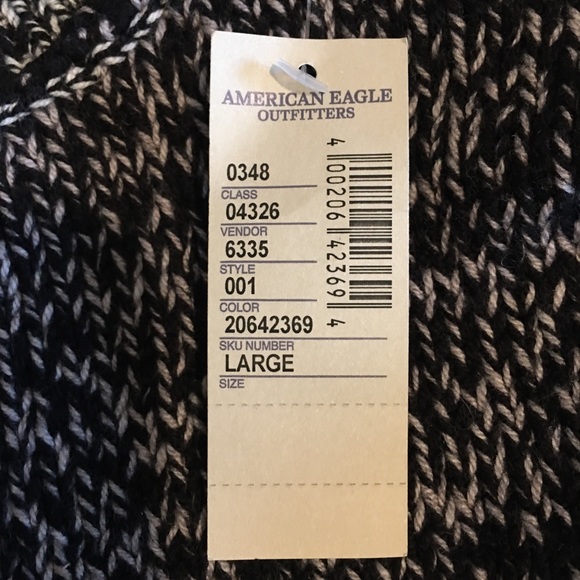 AMERICAN EAGLE
OUTFITTERS
0348
CLASS
04326
VENDOR
6335
STYLE
001
COLOR
20642369
SKU NUMBER
LARGE
SIZE
4 00206 42369 4